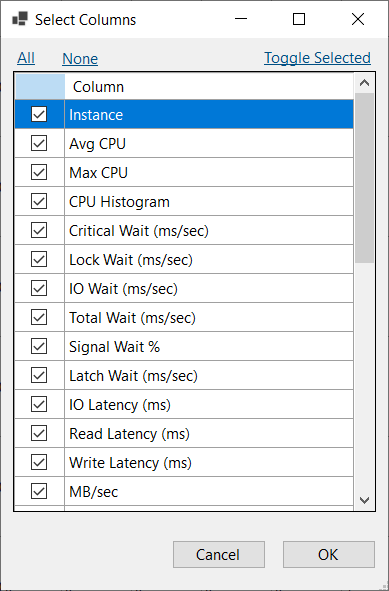 Select Columns
All None Toggle Selected
Column
Instance
Avg CPU
Max CPU
CPU Histogram
Critical Wait (ms/sec)
Lock Wait (ms/sec)
IO Wait (ms/sec)
Total Wait (ms/sec)
Signal Wait %
Latch Wait (ms/sec)
IO Latency (ms)
Read Latency (ms)
Write Latency (ms)
MB/sec
Cancel OK